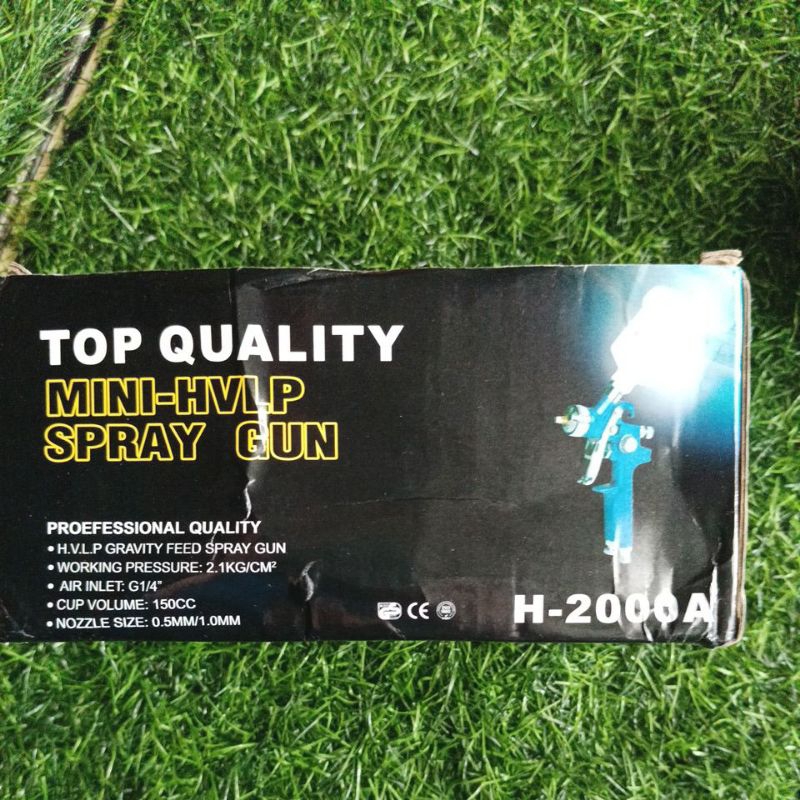 TOP QUALITY
MINI-HVLP
SPRAY GUN
PROEFESSIONAL QUALITY
• H.V.L.P GRAVITY FEED SPRAY GUN
• WORKING PRESSURE: 2.1KG/CM²
• AIR INLET: G1/4"
• CUP VOLUME: 150CC
• NOZZLE SIZE: 0.5MM/1.0MM
CE
H-2000A